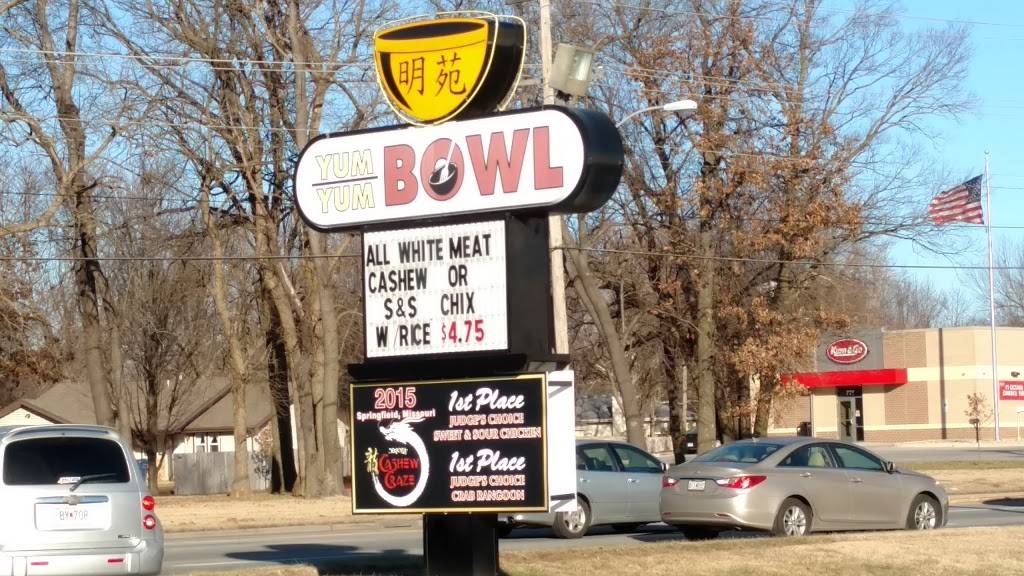 明苑
YUM
YUM
BOWL
ALL WHITE MEAT
CASHEW OR
S&S CHIX
W/RICE $4.75
2015
Springfield, Missouri
龍
CASHEW
CRAZE
1st Place
JUDGE'S CHOICE
SWEET & SOUR CHICKEN
1st Place
JUDGE'S CHOICE
CRAB RANGOON
Kum & Go